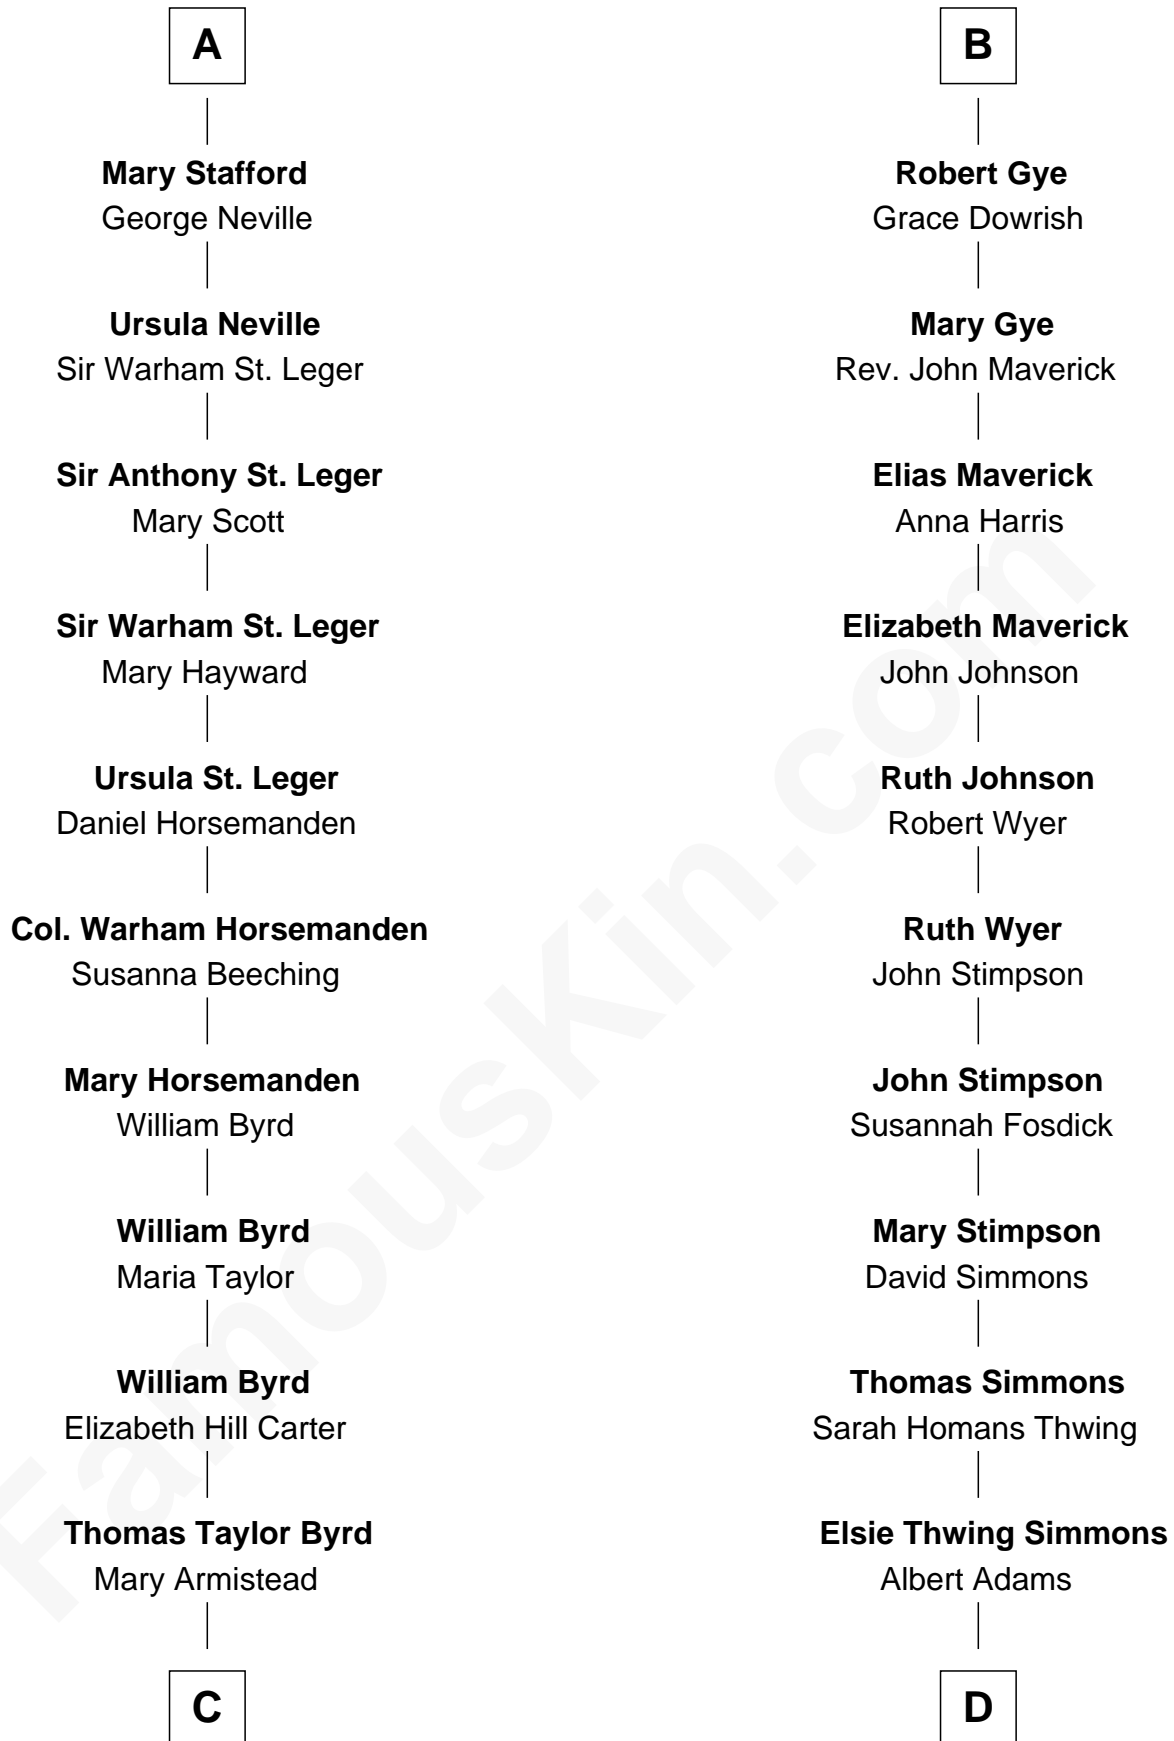 A
Mary Stafford
George Neville
Ursula Neville
Sir Warham St. Leger
Sir Anthony St. Leger
Mary Scott
Sir Warham St. Leger
Mary Hayward
Ursula St. Leger
Daniel Horsemanden
Col. Warham Horsemanden
Susanna Beeching
Mary Horsemanden
William Byrd
William Byrd
Maria Taylor
William Byrd
Elizabeth Hill Carter
Thomas Taylor Byrd
Mary Armistead
C
B
Robert Gye
Grace Dowrish
Mary Gye
Rev. John Maverick
Elias Maverick
Anna Harris
Elizabeth Maverick
John Johnson
Ruth Johnson
Robert Wyer
Ruth Wyer
John Stimpson
John Stimpson
Susannah Fosdick
Mary Stimpson
David Simmons
Thomas Simmons
Sarah Homans Thwing
Elsie Thwing Simmons
Albert Adams
D
FamousKin.com